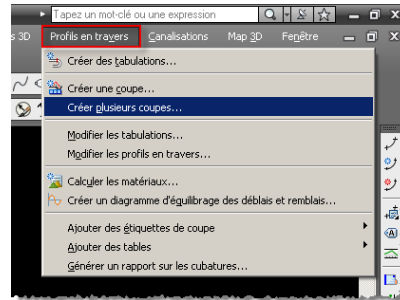 Tapez un mot-clé ou une expression
s 3D Profils en travers Canalisations Map 3D Fenêtre
Créer des tabulations...
Créer une coupe...
Créer plusieurs coupes...
Modifier les tabulations...
Modifier les profils en travers...
Calculer les matériaux...
Créer un diagramme d'équilibrage des déblais et remblais...
Ajouter des étiquettes de coupe
Ajouter des tables
Générer un rapport sur les cubatures...